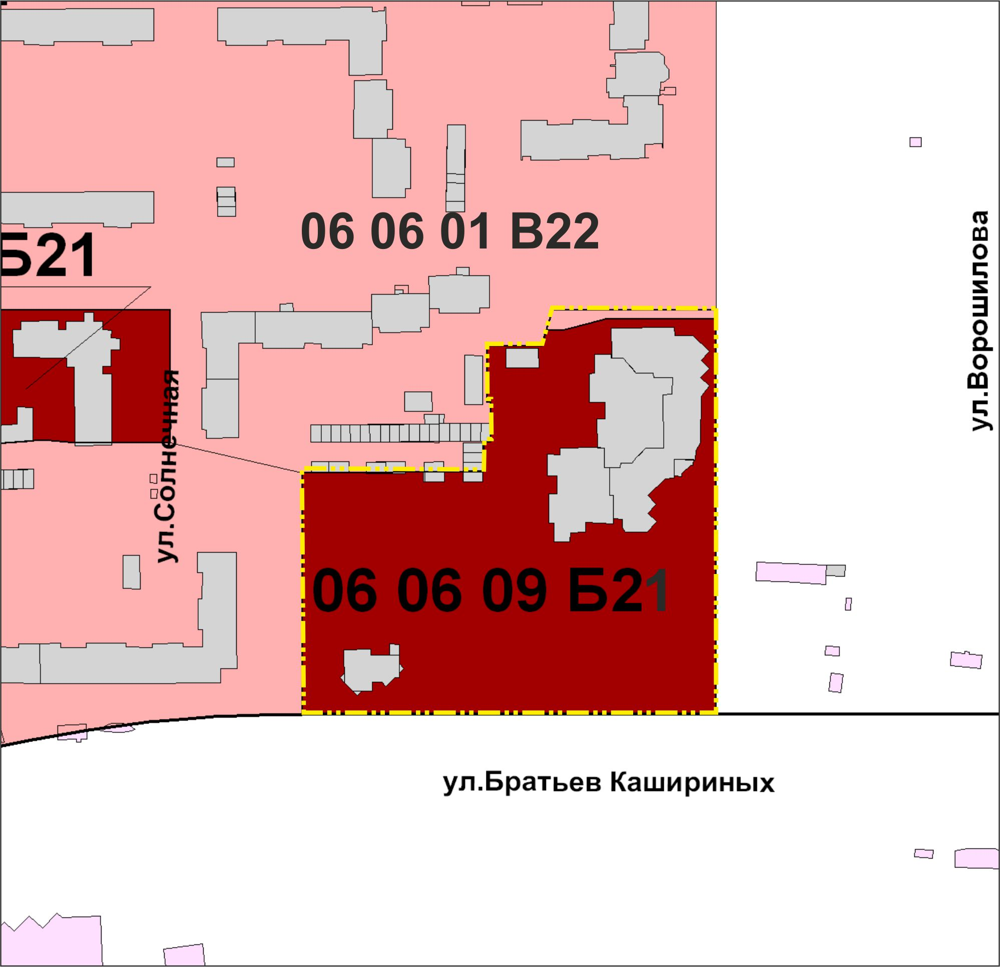 06 06 01 В22
Б21
ул.Ворошилова
ул.Солнечная
06 06 09 Б21
ул.Братьев Кашириных